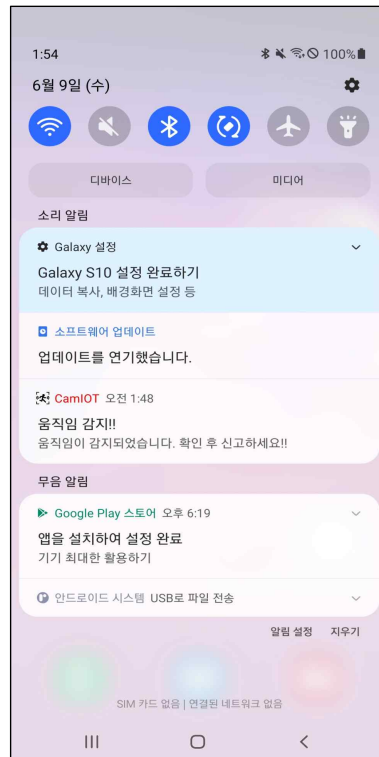 1:54 100%
6월 9일 (수)
디바이스 미디어
소리 알림
Galaxy 설정
Galaxy S10 설정 완료하기
데이터 복사, 배경화면 설정 등
소프트웨어 업데이트
업데이트를 연기했습니다.
CamIOT 오전 1:48
움직임 감지!!
움직임이 감지되었습니다. 확인 후 신고하세요!!
무음 알림
Google Play 스토어 오후 6:19
앱을 설치하여 설정 완료
기기 최대한 활용하기
안드로이드 시스템 USB로 파일 전송
알림 설정 지우기
SIM 카드 없음 | 연결된 네트워크 없음